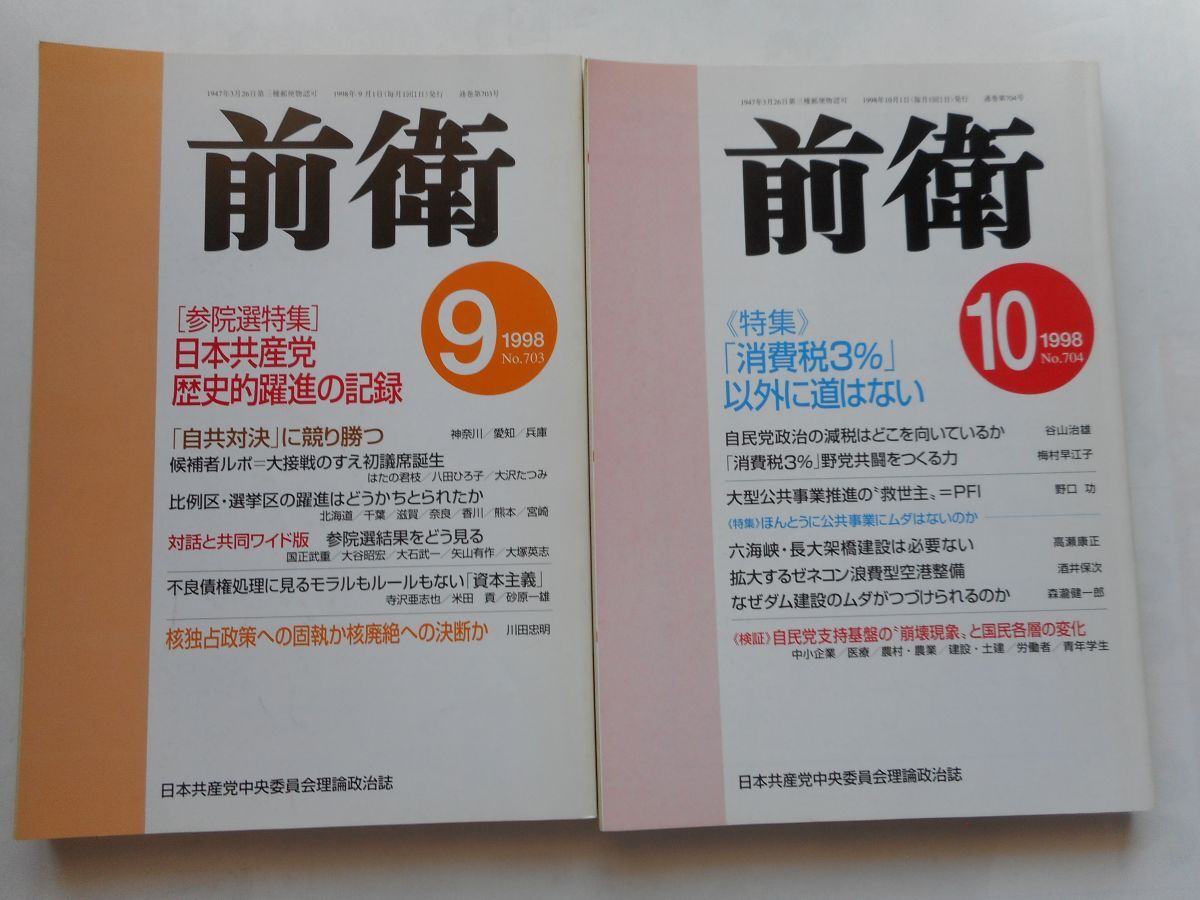 1947年3月26日第三種郵便物認可 1998年9月1日(毎月1回1日)発行 通巻第703号
前衛
9
1998
No.703
[参院選特集]
日本共産党
歴史的躍進の記録
「自共対決」に競り勝つ 神奈川/愛知/兵庫
候補者ルポ=大接戦のすえ初議席誕生
はたの君枝/八田ひろ子/大沢たつみ
比例区・選挙区の躍進はどうかちとられたか
北海道/千葉/滋賀/奈良/香川/熊本/宮崎
対話と共同ワイド版 参院選結果をどう見る
国正武重/大谷昭宏/大石武一/矢山有作/大塚英志
不良債権処理に見るモラルもルールもない「資本主義」
寺沢亜志也/米田 貢/砂原一雄
核独占政策への固執か核廃絶への決断か 川田忠明
日本共産党中央委員会理論政治誌
1947年3月26日第三種郵便物認可 1998年10月1日(毎月1回1日)発行 通巻第704号
前衛
10
1998
No.704
《特集》
「消費税3%」
以外に道はない
自民党政治の減税はどこを向いているか 谷山治雄
「消費税3%」野党共闘をつくる力 梅村早江子
大型公共事業推進の〝救世主〟=PFI 野口 功
《特集》ほんとうに公共事業にムダはないのか
六海峡・長大架橋建設は必要ない 高瀬康正
拡大するゼネコン浪費型空港整備 酒井保次
なぜダム建設のムダがつづけられるのか 森瀧健一郎
《検証》自民党支持基盤の〝崩壊現象〟と国民各層の変化
中小企業/医療/農村・農業/建設・土建/労働者/青年学生
日本共産党中央委員会理論政治誌